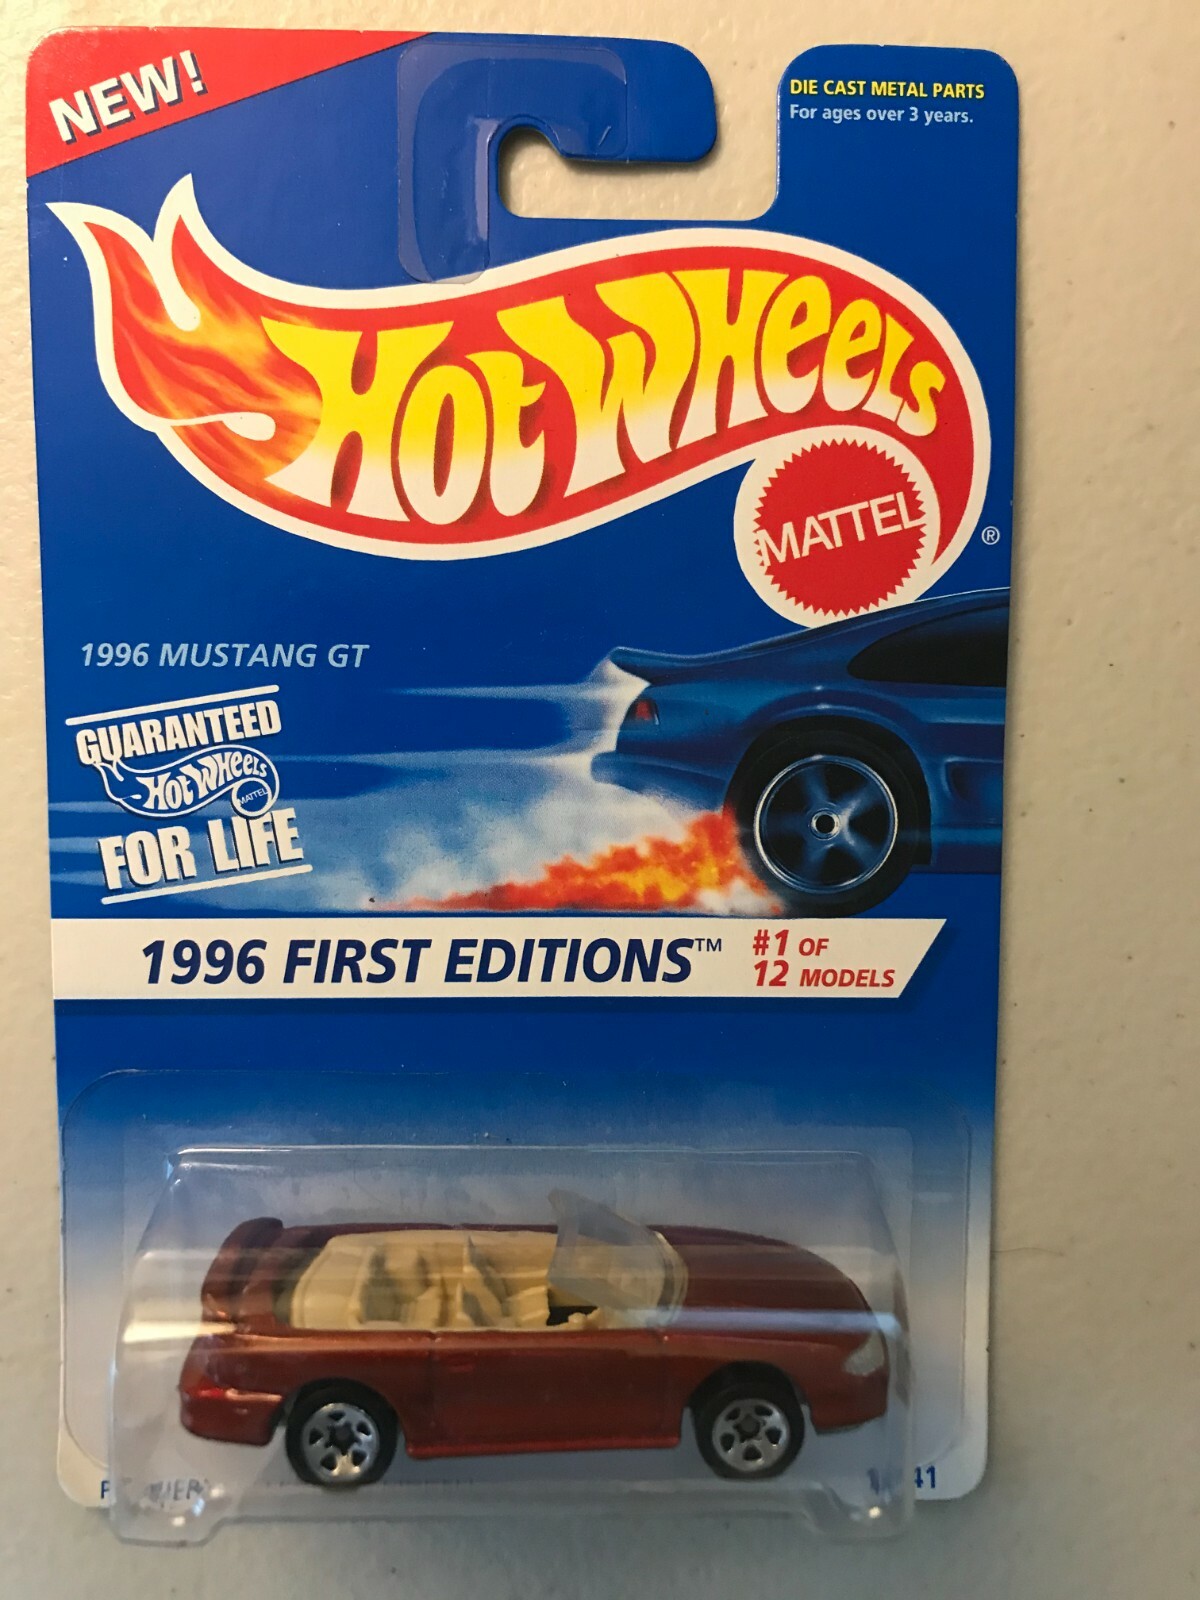 NEW!
DIE CAST METAL PARTS
For ages over 3 years.
HOT WHEELS
MATTEL
®
1996 MUSTANG GT
GUARANTEED
HOT WHEELS
MATTEL
FOR LIFE
1996 FIRST EDITIONS™
#1 OF
12 MODELS